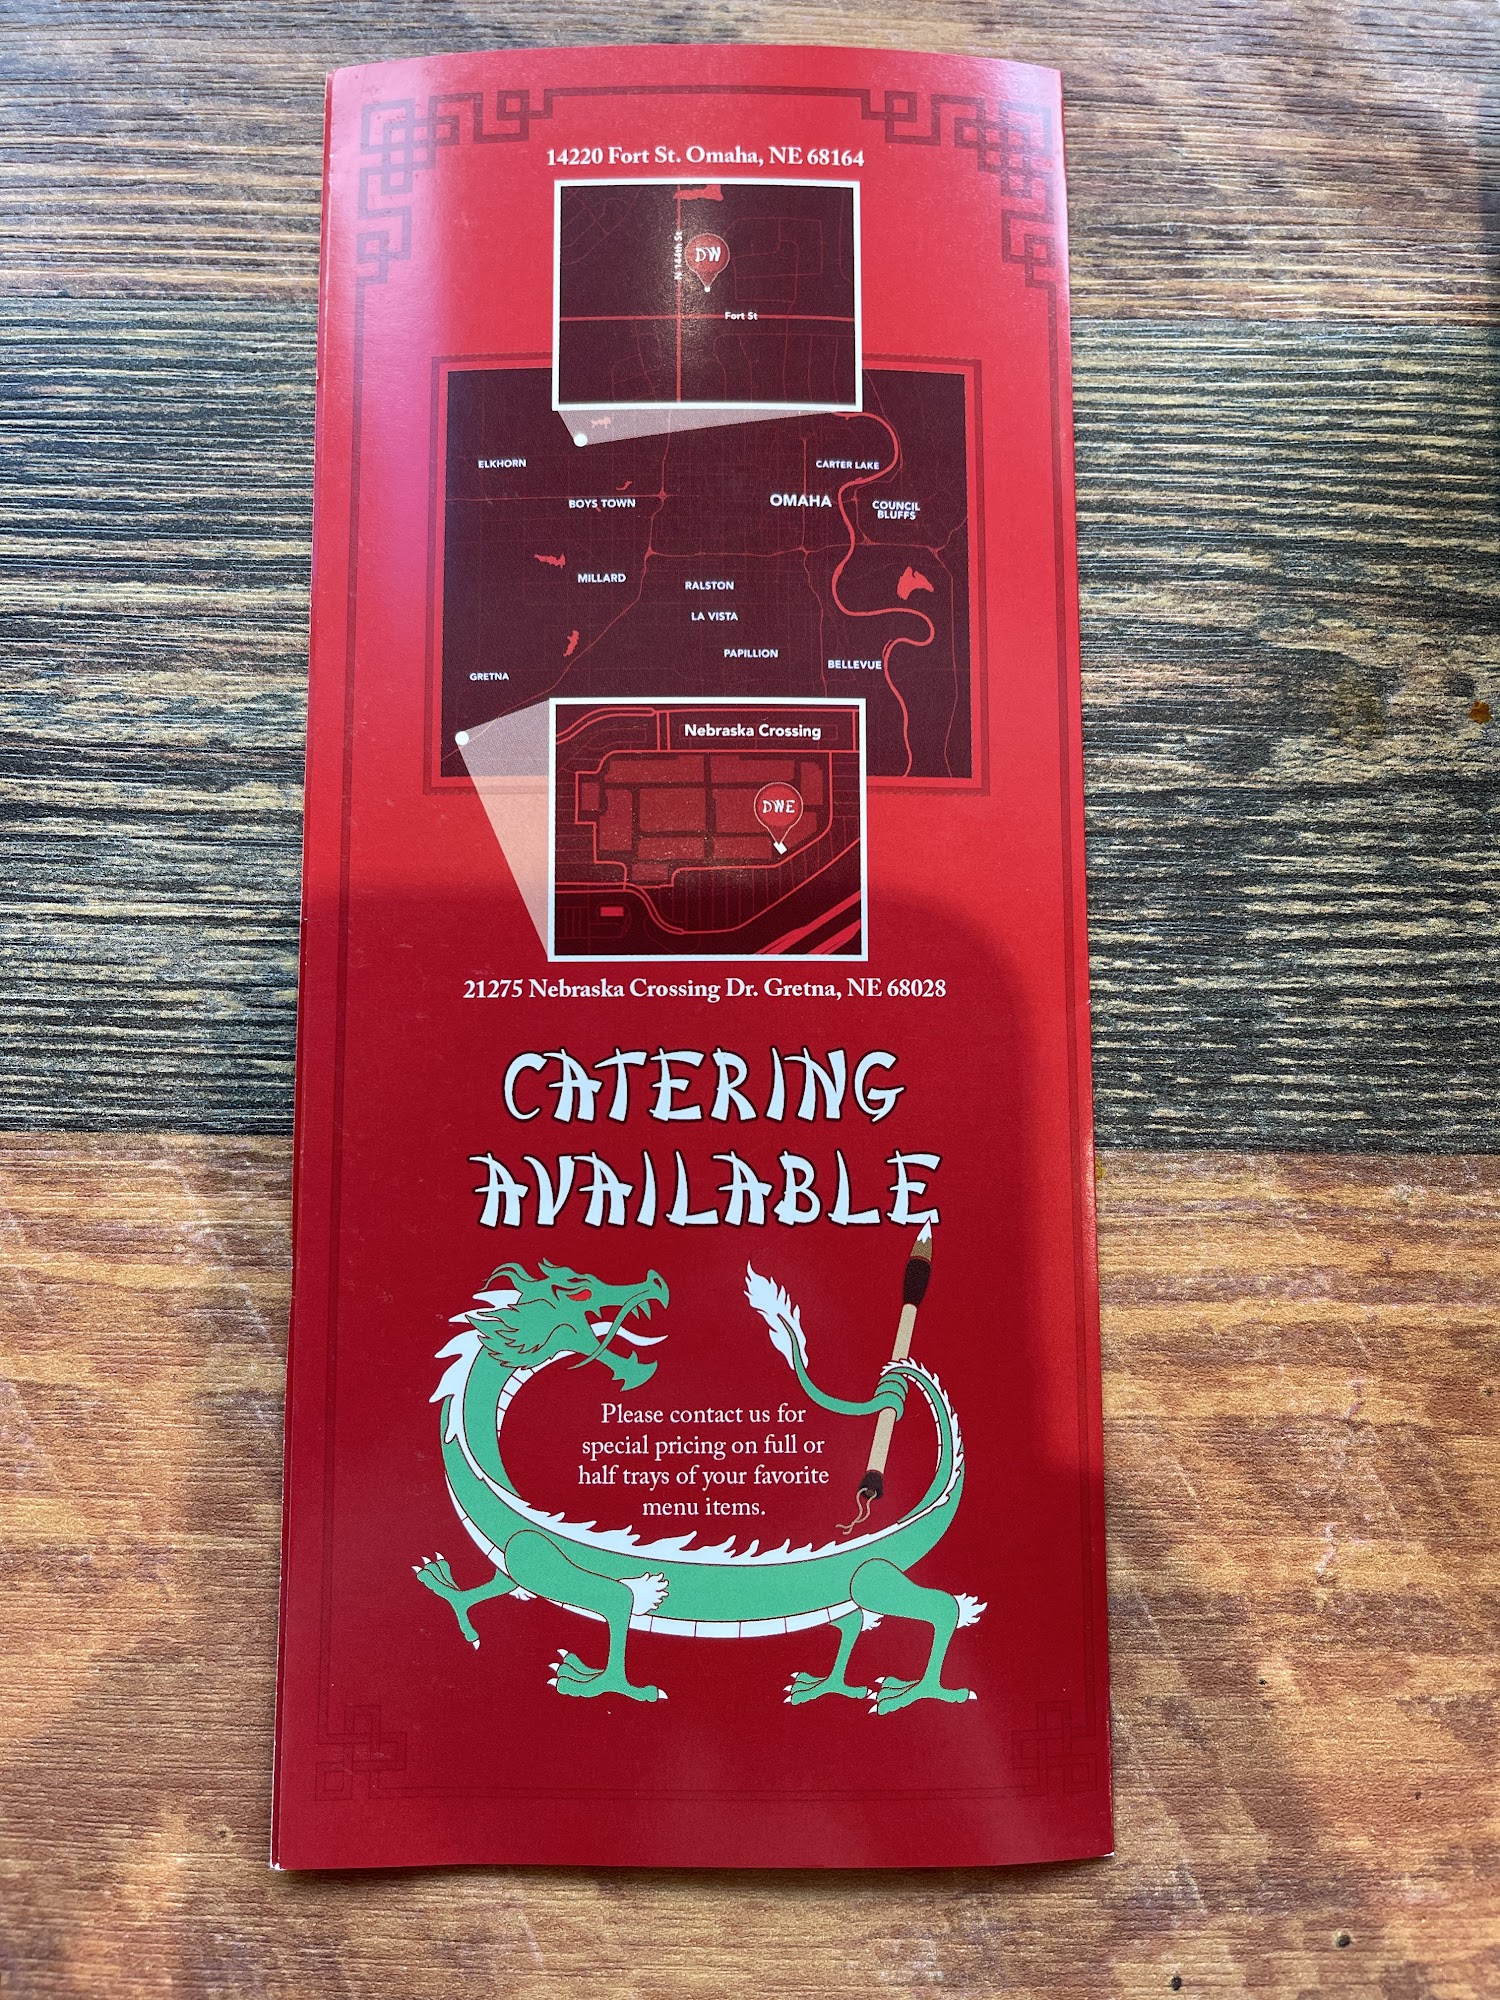 14220 Fort St. Omaha, NE 68164
N 144th St
DW
Fort St
ELKHORN
CARTER LAKE
BOYS TOWN
OMAHA
COUNCIL
BLUFFS
MILLARD
RALSTON
LA VISTA
PAPILLION
BELLEVUE
GRETNA
Nebraska Crossing
DWE
21275 Nebraska Crossing Dr. Gretna, NE 68028
CATERING
AVAILABLE
Please contact us for
special pricing on full or
half trays of your favorite
menu items.